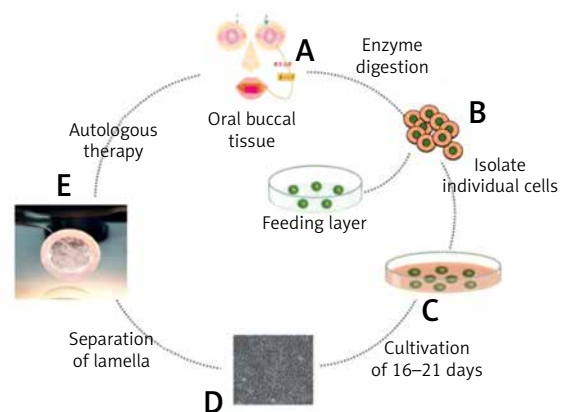 A
Enzyme
digestion
Oral buccal
tissue
B
Isolate
individual cells
Feeding layer
C
Cultivation
of 16–21 days
D
Separation
of lamella
E
Autologous
therapy